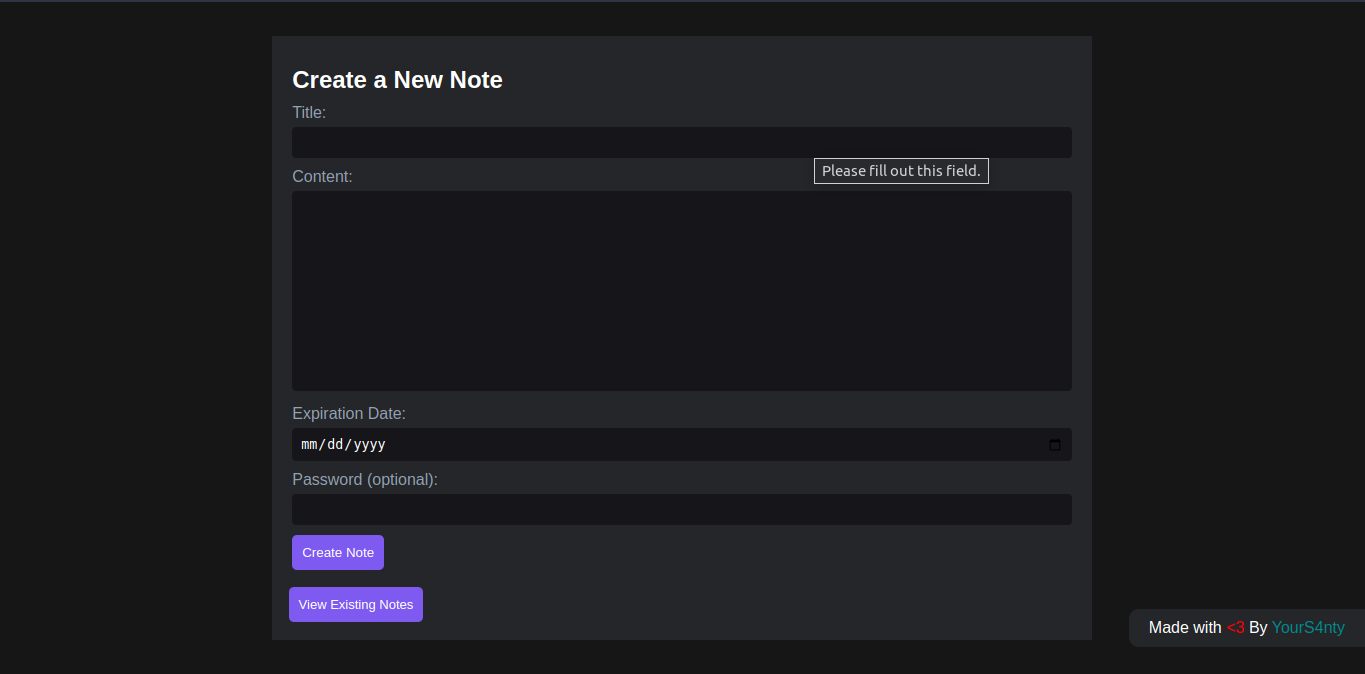 Create a New Note
Title:
Please fill out this field.
Content:
Expiration Date:
mm/dd/yyyy
Password (optional):
Create Note
View Existing Notes
Made with <3 By YourS4nty